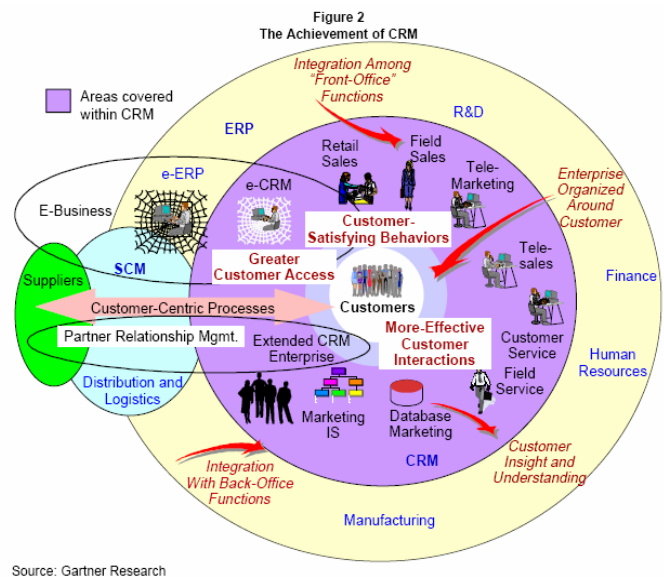 Figure 2
The Achievement of CRM
Integration Among
“Front-Office”
Functions
Areas covered
within CRM
R&D
ERP
Retail
Sales
Field
Sales
Tele-
Marketing
e-ERP
e-CRM
Enterprise
Organized
Around
Customer
E-Business
Customer-
Satisfying Behaviors
Greater
Customer Access
Tele-
sales
Suppliers
SCM
Finance
Customers
Customer-Centric Processes
Partner Relationship Mgmt.
Extended CRM
Enterprise
More-Effective
Customer
Interactions
Customer
Service
Human
Resources
Field
Service
Distribution and
Logistics
Marketing
IS
Database
Marketing
CRM
Customer
Insight and
Understanding
Integration
With Back-Office
Functions
Manufacturing
Source: Gartner Research